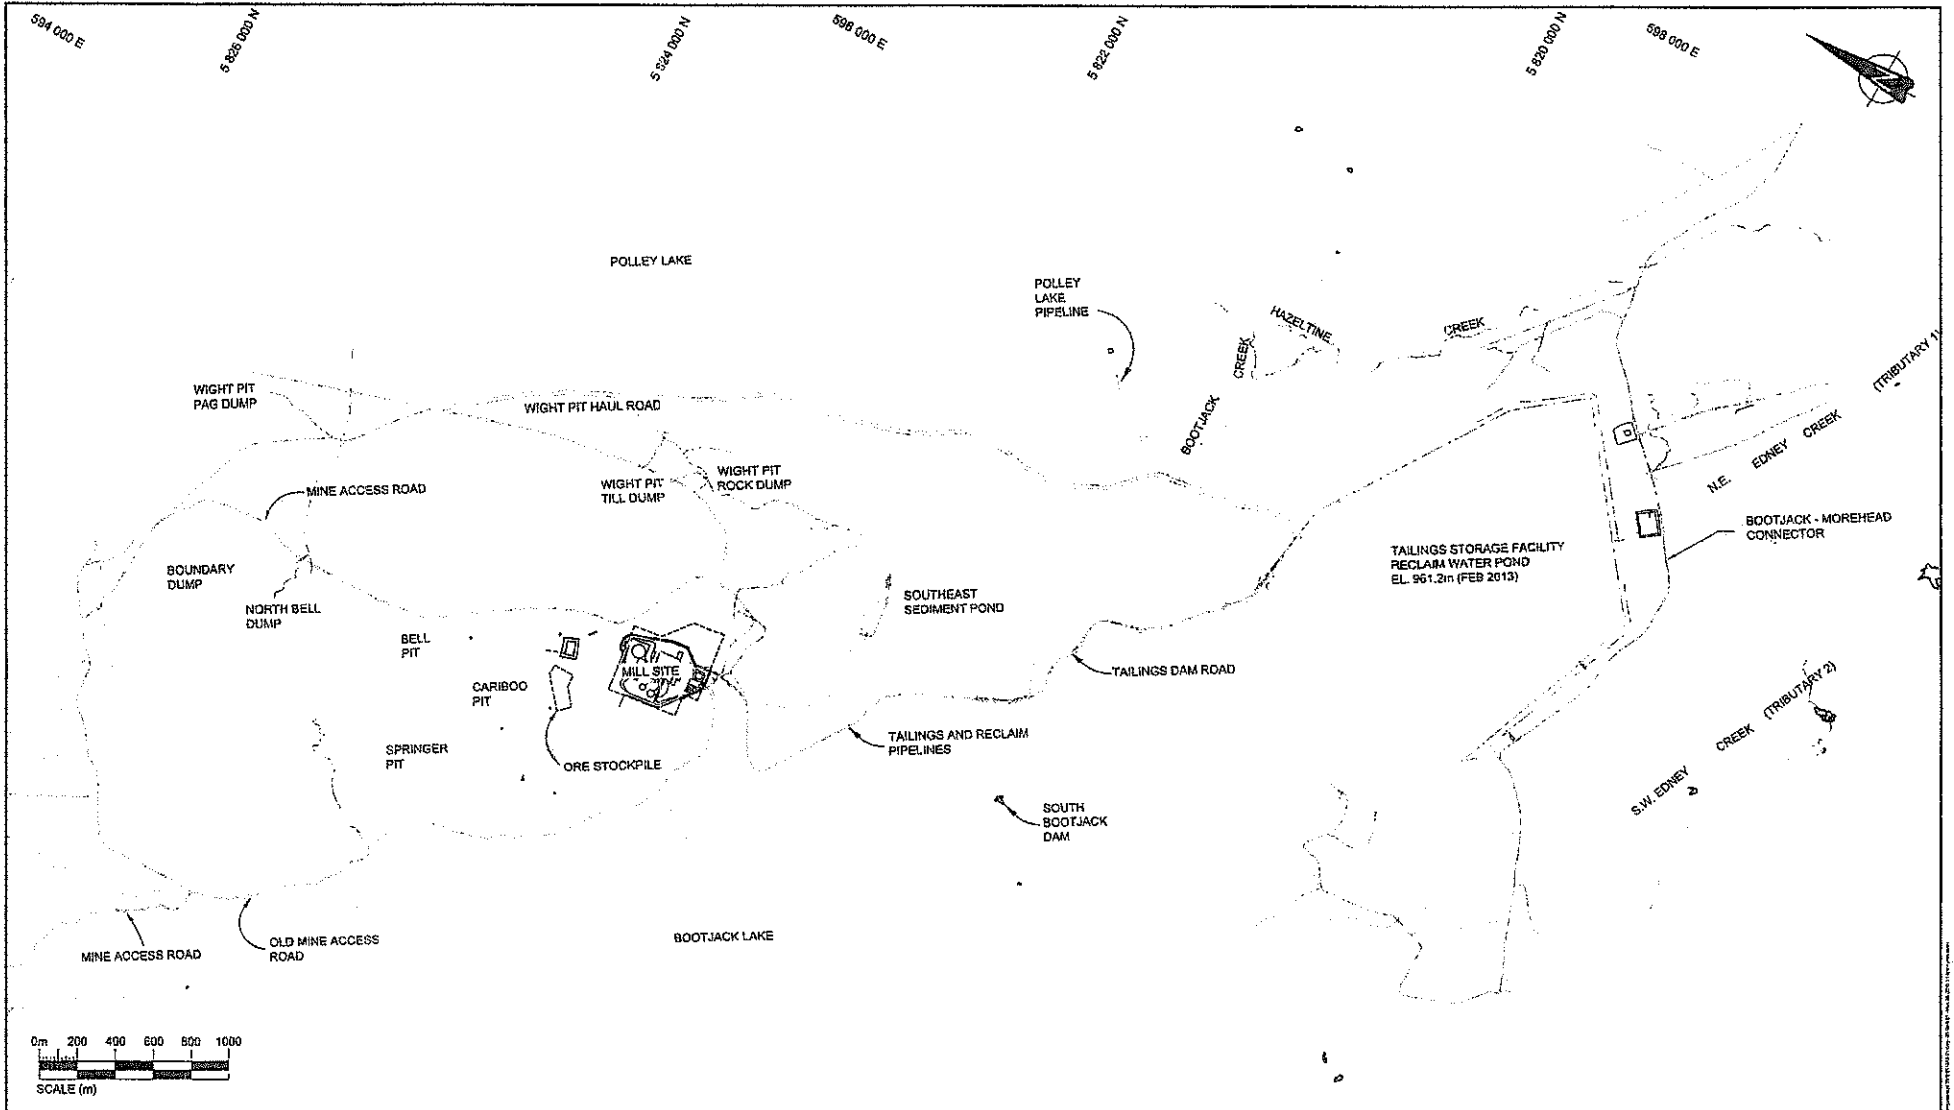 594 000 E
5 826 000 N
5 824 000 N
598 000 E
5 822 000 N
5 820 000 N
598 000 E
POLLEY LAKE
POLLEY
LAKE
PIPELINE
HAZELTINE
CREEK
BOOTJACK
CREEK
(TRIBUTARY 1)
N.E. EDNEY CREEK
WIGHT PIT
PAG DUMP
WIGHT PIT HAUL ROAD
WIGHT PIT
TILL DUMP
WIGHT PIT
ROCK DUMP
MINE ACCESS ROAD
BOOTJACK - MOREHEAD
CONNECTOR
TAILINGS STORAGE FACILITY
RECLAIM WATER POND
EL. 961.2m (FEB 2013)
BOUNDARY
DUMP
NORTH BELL
DUMP
SOUTHEAST
SEDIMENT POND
BELL
PIT
MILL SITE
TAILINGS DAM ROAD
CARIBOO
PIT
TAILINGS AND RECLAIM
PIPELINES
SPRINGER
PIT
ORE STOCKPILE
SOUTH
BOOTJACK
DAM
S.W. EDNEY CREEK (TRIBUTARY 2)
MINE ACCESS ROAD
OLD MINE ACCESS
ROAD
BOOTJACK LAKE
0m 200 400 600 800 1000
SCALE (m)